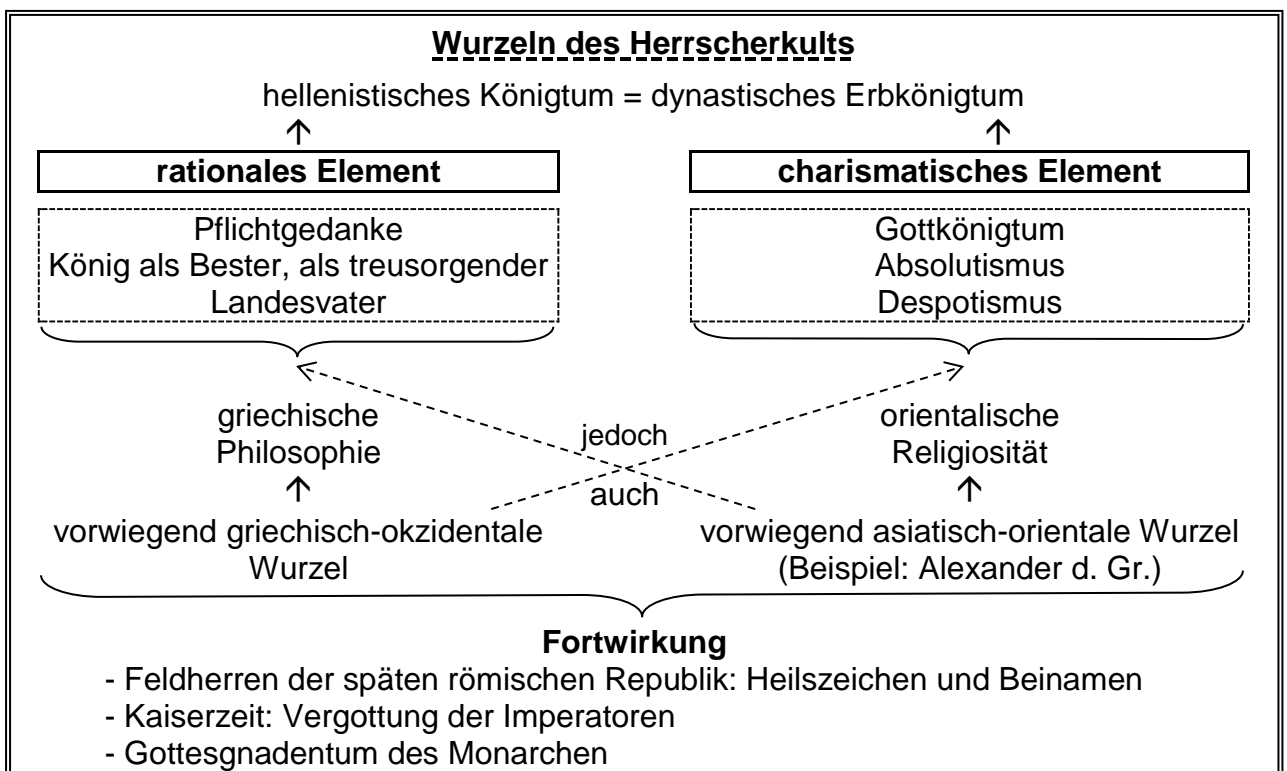 Wurzeln des Herrscherkults
hellenistisches Königtum = dynastisches Erbkönigtum
rationales Element
charismatisches Element
Pflichtgedanke
König als Bester, als treusorgender
Landesvater
Gottkönigtum
Absolutismus
Despotismus
griechische
Philosophie
jedoch
auch
orientalische
Religiosität
vorwiegend griechisch-okzidentale
Wurzel
vorwiegend asiatisch-orientale Wurzel
(Beispiel: Alexander d. Gr.)
Fortwirkung
- Feldherren der späten römischen Republik: Heilszeichen und Beinamen
- Kaiserzeit: Vergottung der Imperatoren
- Gottesgnadentum des Monarchen